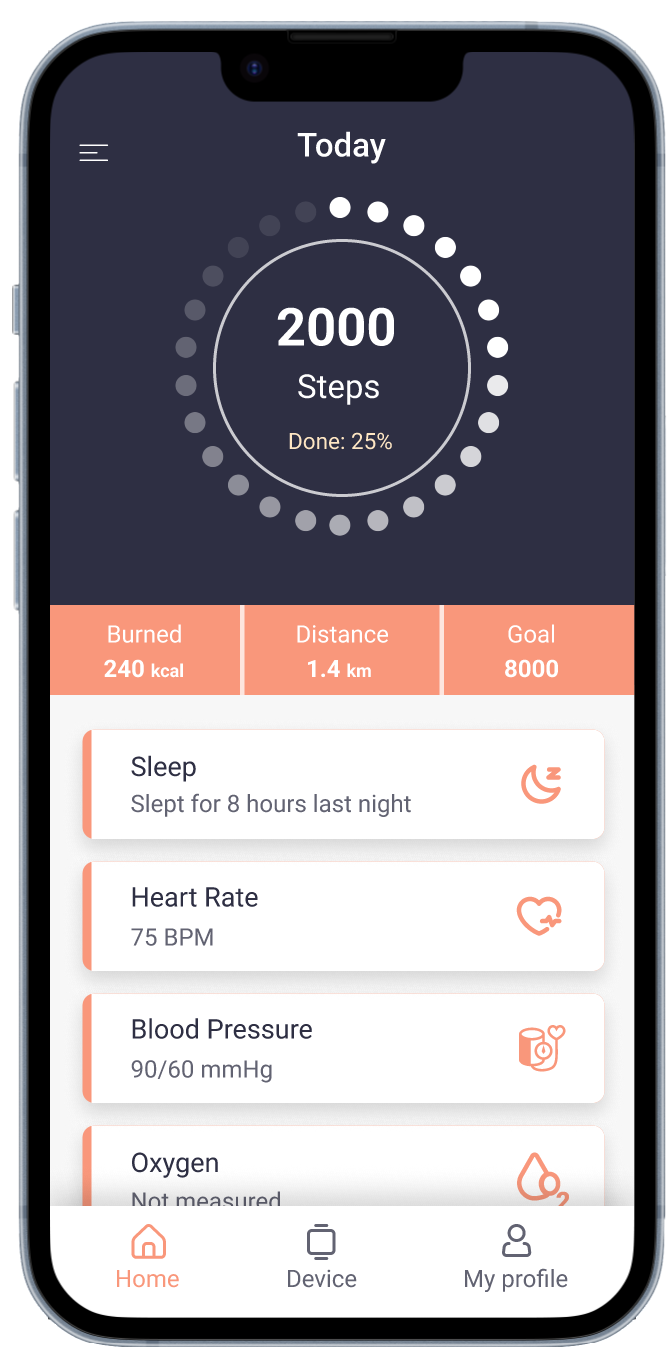 Today
2000
Steps
Done: 25%
Burned
240 kcal
Distance
1.4 km
Goal
8000
Sleep
Slept for 8 hours last night
Heart Rate
75 BPM
Blood Pressure
90/60 mmHg
Oxygen
Not measured
Home
Device
My profile